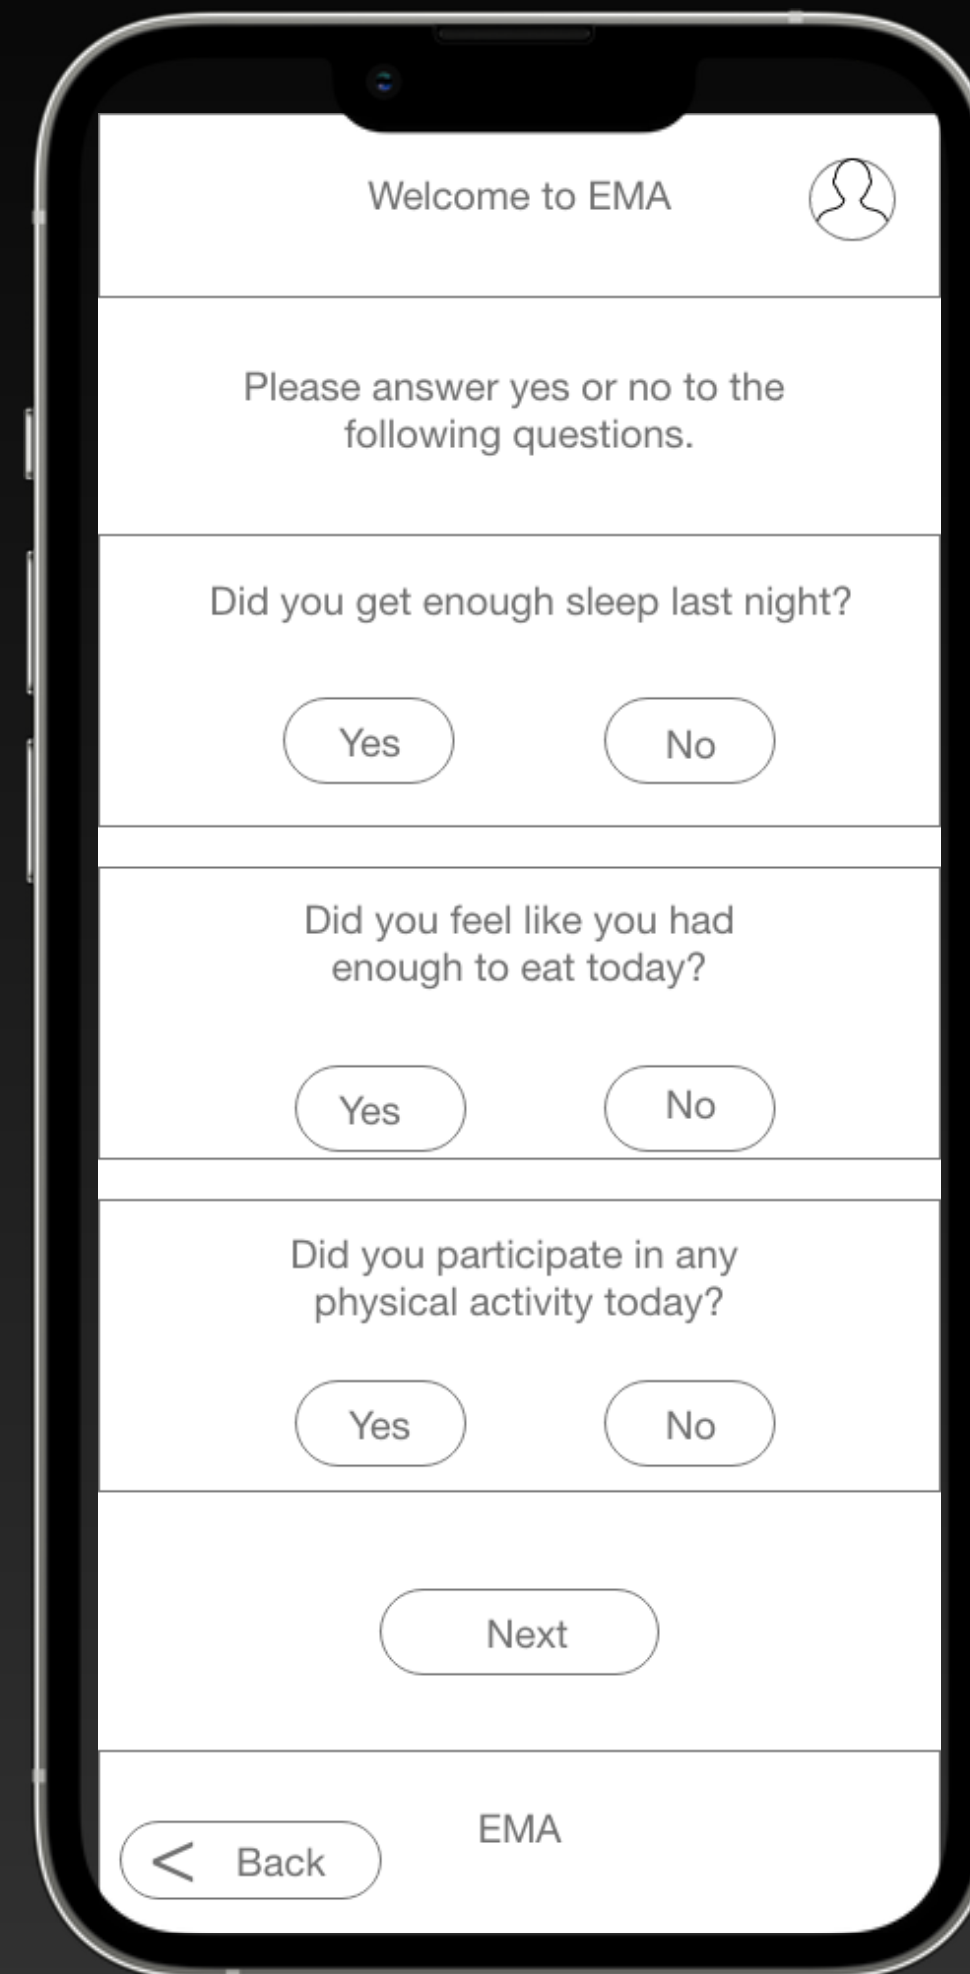 Welcome to EMA
Please answer yes or no to the
following questions.
Did you get enough sleep last night?
Yes
No
Did you feel like you had
enough to eat today?
Yes
No
Did you participate in any
physical activity today?
Yes
No
Next
EMA
< Back